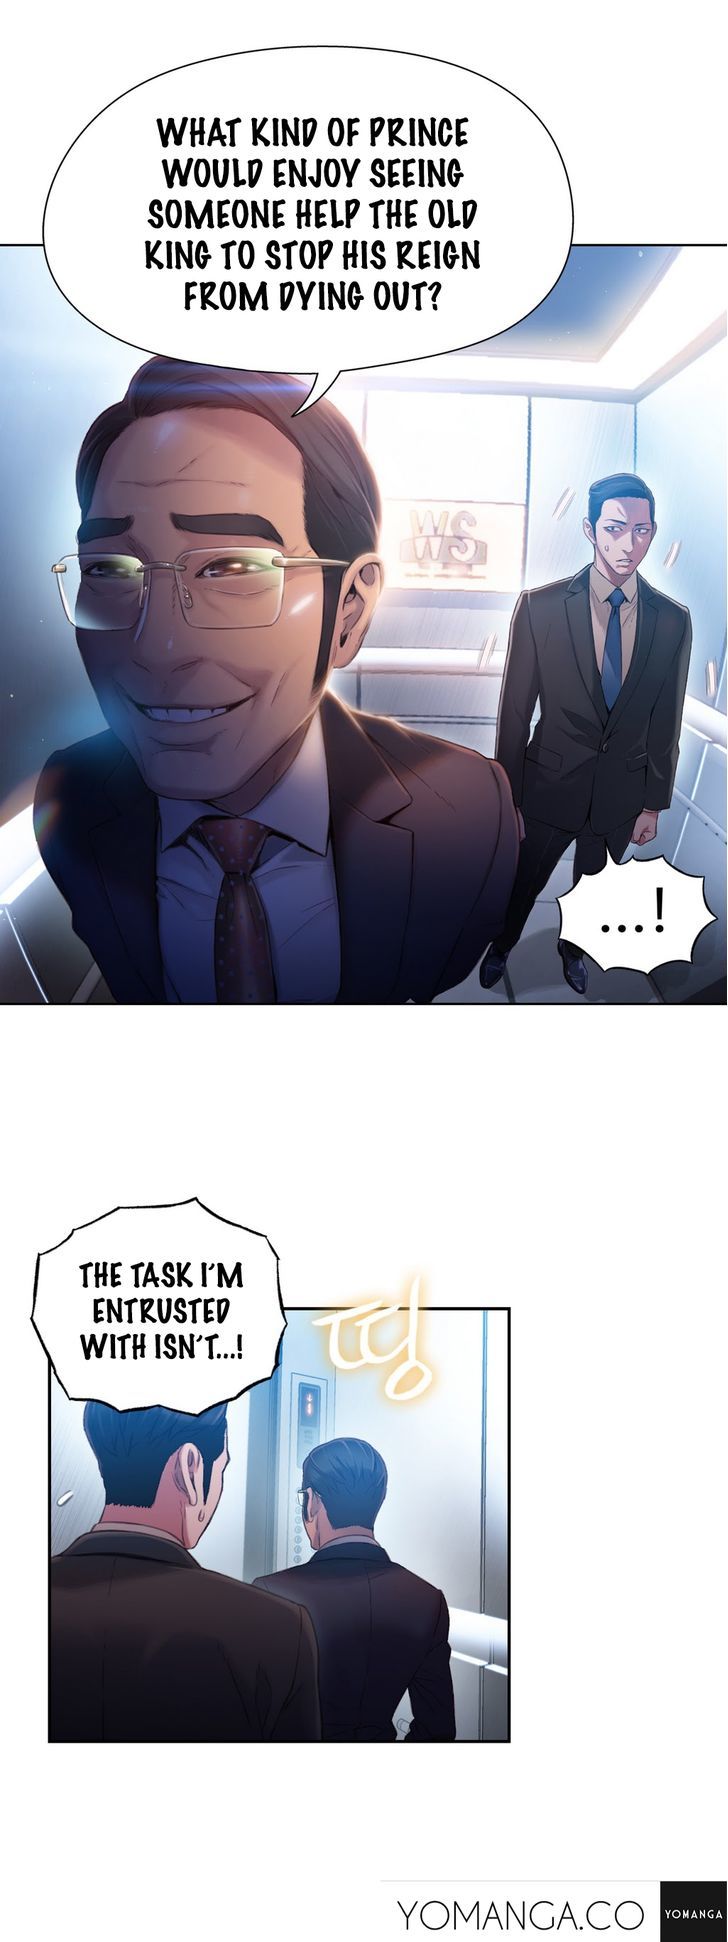 WHAT KIND OF PRINCE
WOULD ENJOY SEEING
SOMEONE HELP THE OLD
KING TO STOP HIS REIGN
FROM DYING OUT?
WS
...!
THE TASK I'M
ENTRUSTED
WITH ISN'T...!
띵
YOMANGA.CO
YOMANGA